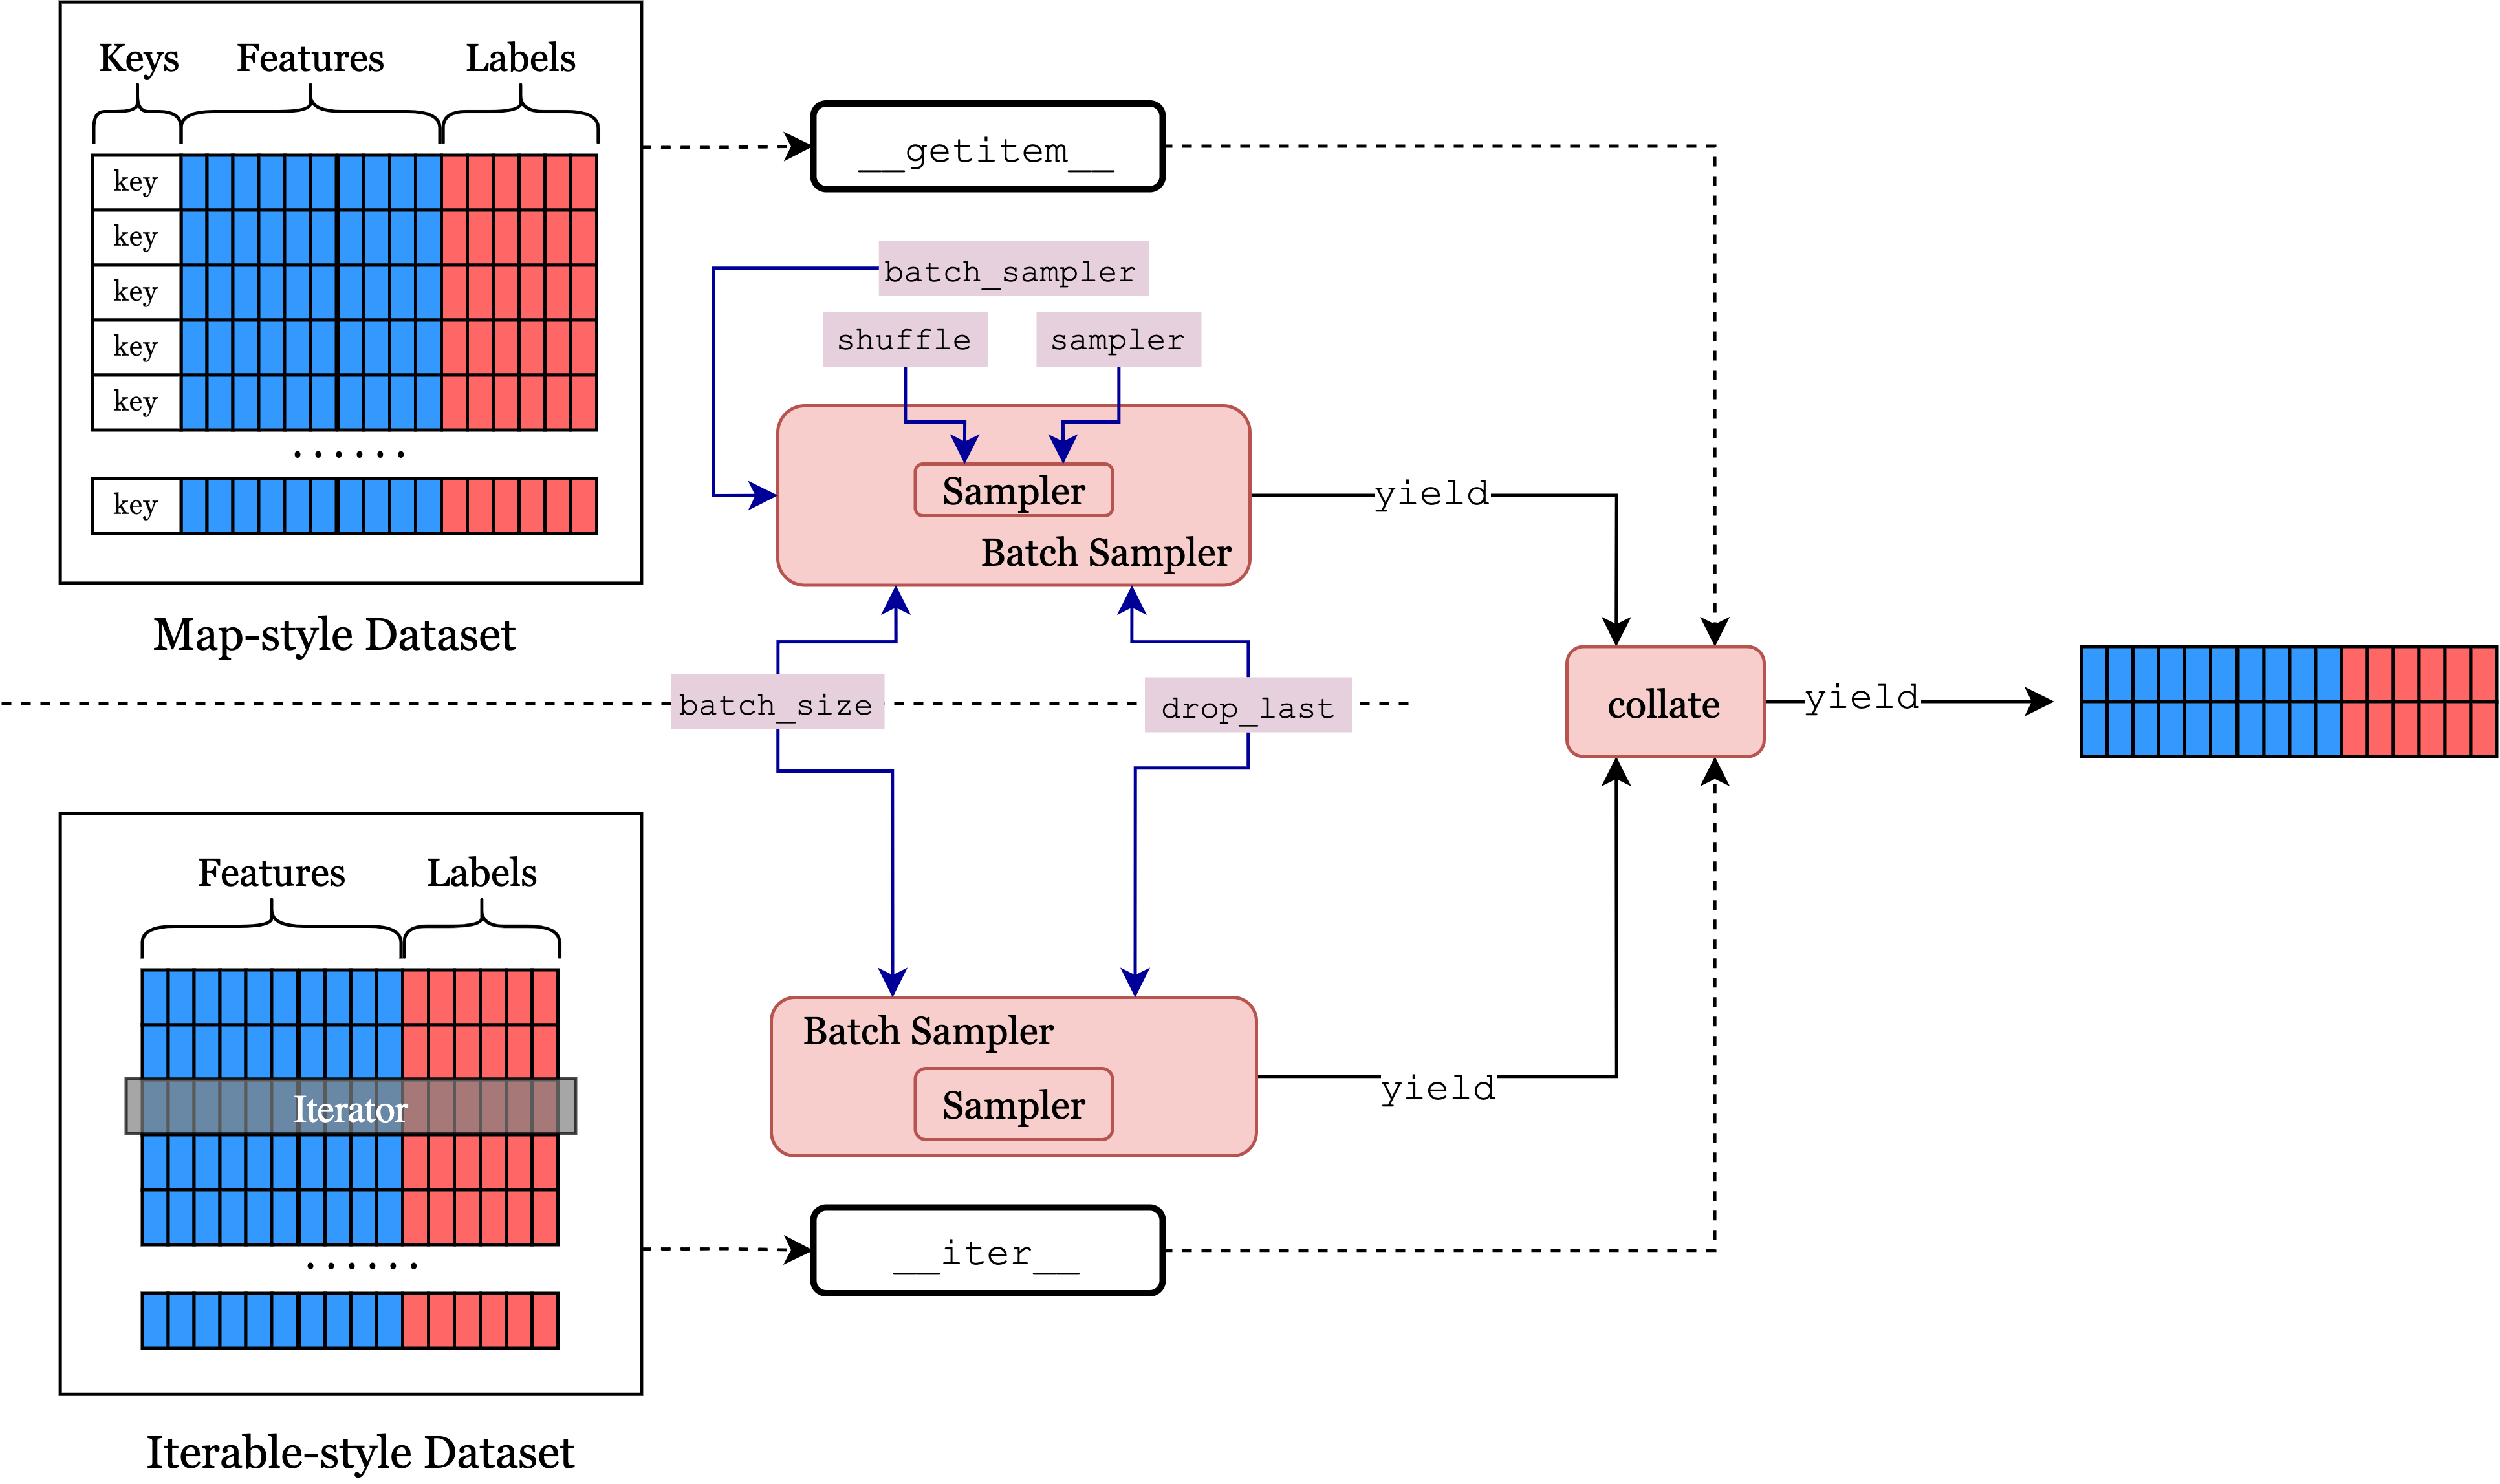 Keys Features Labels
key
key
key
key
key
......
key
Map-style Dataset
__getitem__
batch_sampler
shuffle sampler
Sampler
Batch Sampler
yield
batch_size drop_last
collate
yield
Features Labels
Iterator
......
Iterable-style Dataset
Batch Sampler
Sampler
yield
__iter__